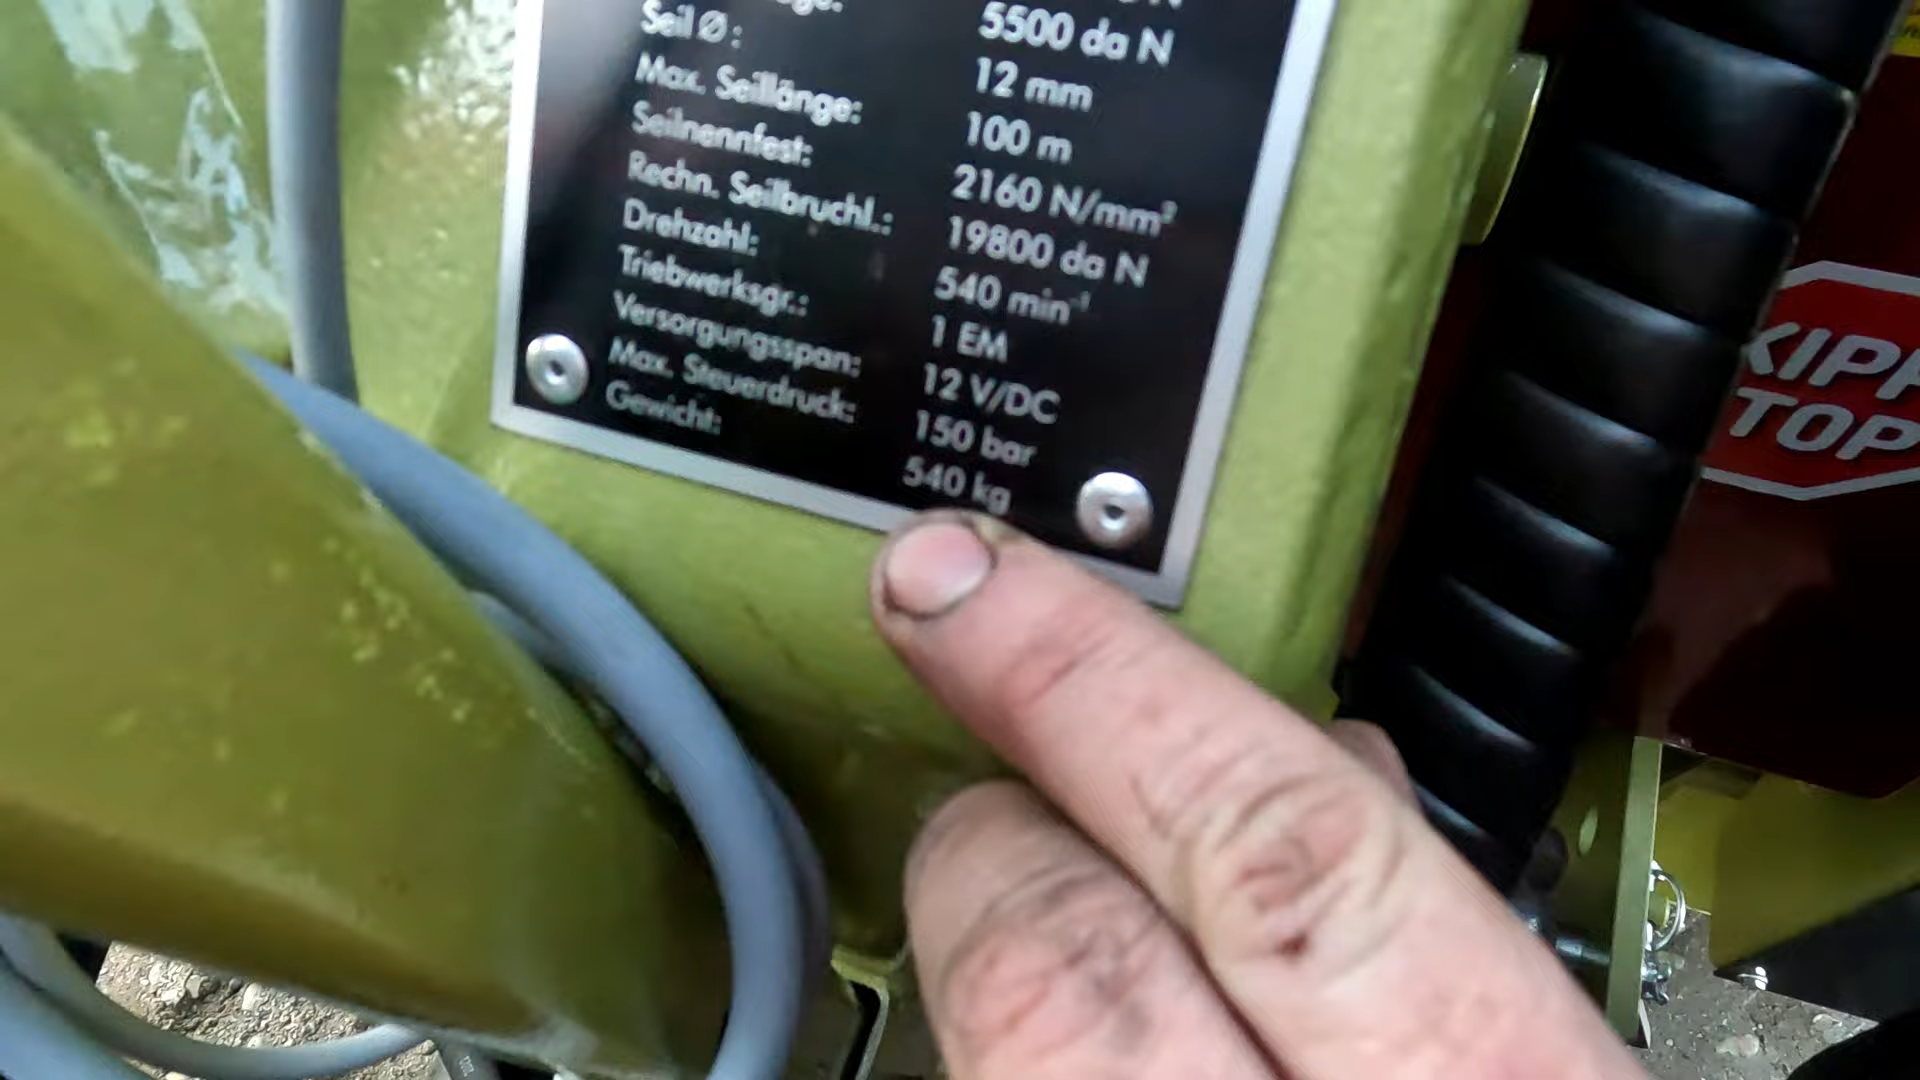 5500 da N
Seil Ø: 12 mm
Max. Seillänge: 100 m
Seilnennfest: 2160 N/mm²
Rechn. Seilbruchl.: 19800 da N
Drehzahl: 540 min⁻¹
Triebwerksgr.: 1 EM
Versorgungsspan: 12 V/DC
Max. Steuerdruck: 150 bar
Gewicht: 540 kg
KIPP
TOP